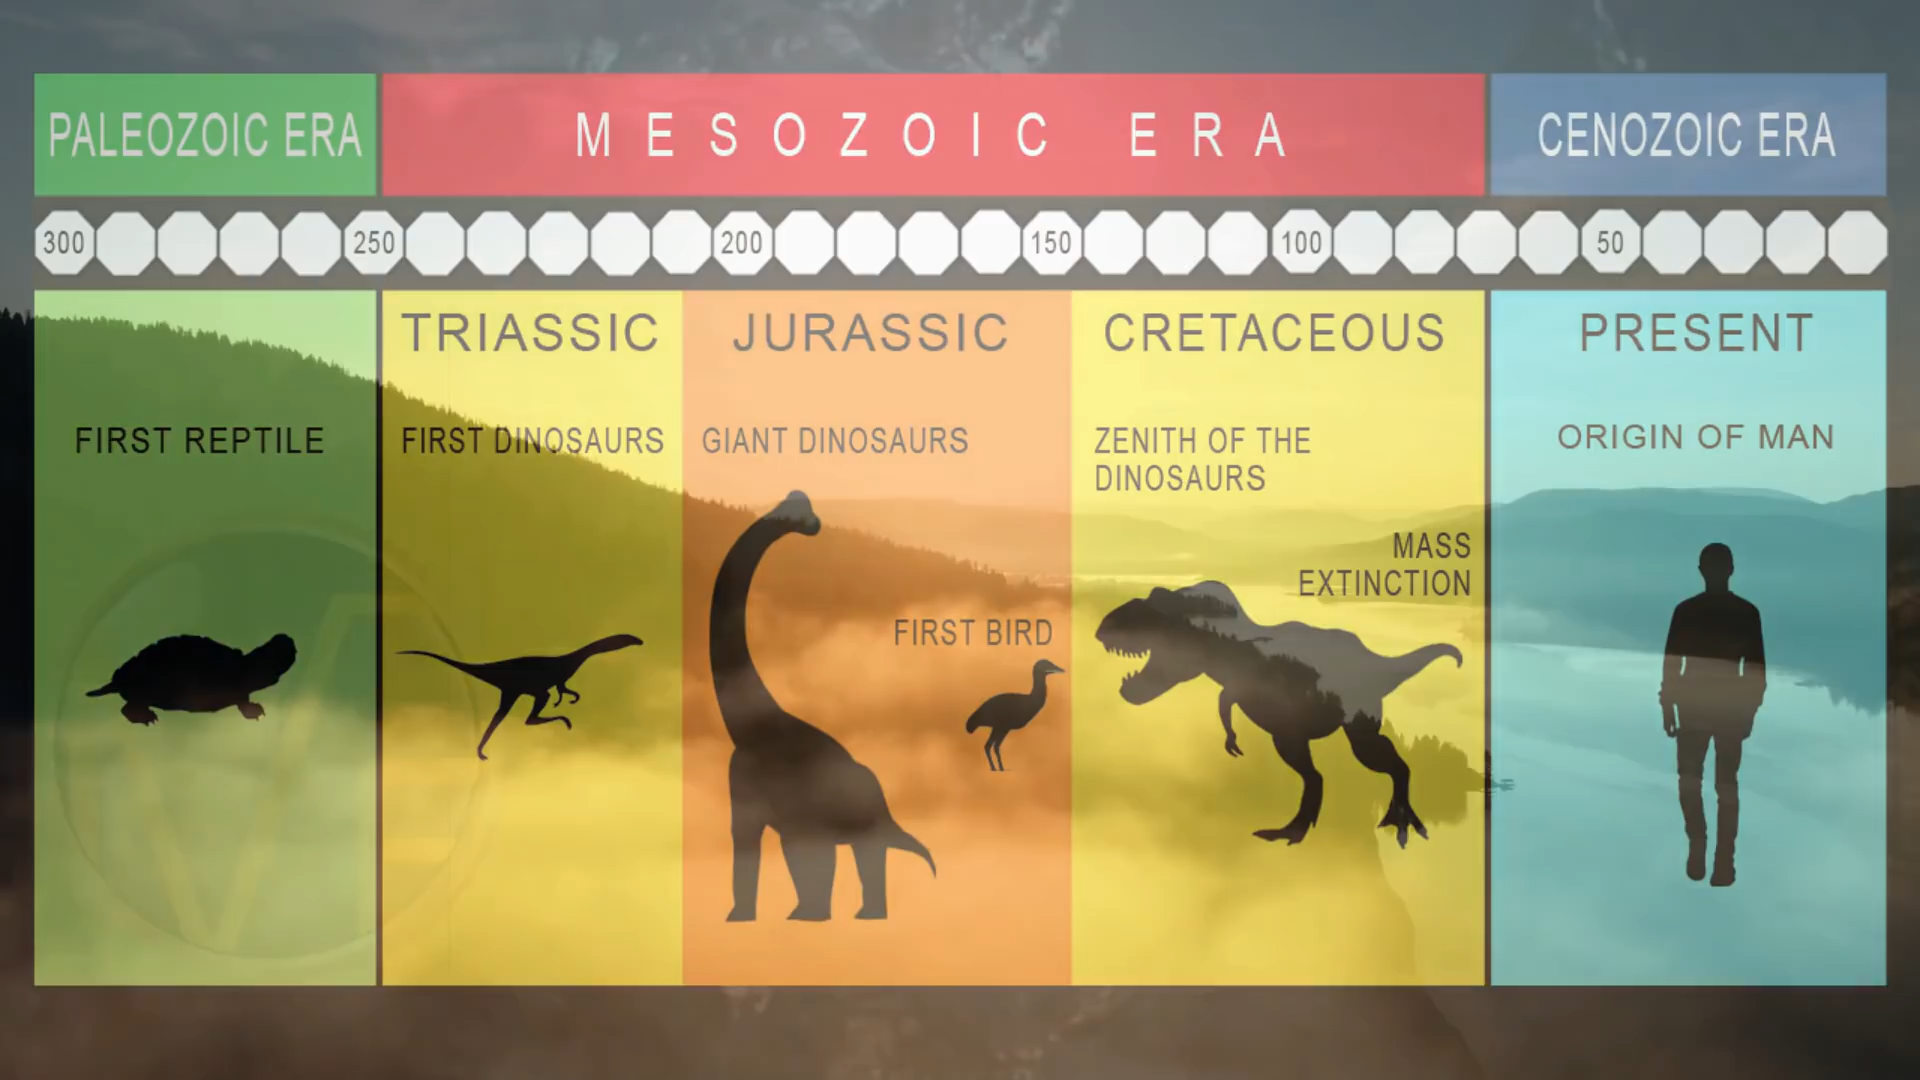 PALEOZOIC ERA
MESOZOIC ERA
CENOZOIC ERA
300
250
200
150
100
50
TRIASSIC
JURASSIC
CRETACEOUS
PRESENT
FIRST REPTILE
FIRST DINOSAURS
GIANT DINOSAURS
ZENITH OF THE
DINOSAURS
ORIGIN OF MAN
MASS
EXTINCTION
FIRST BIRD